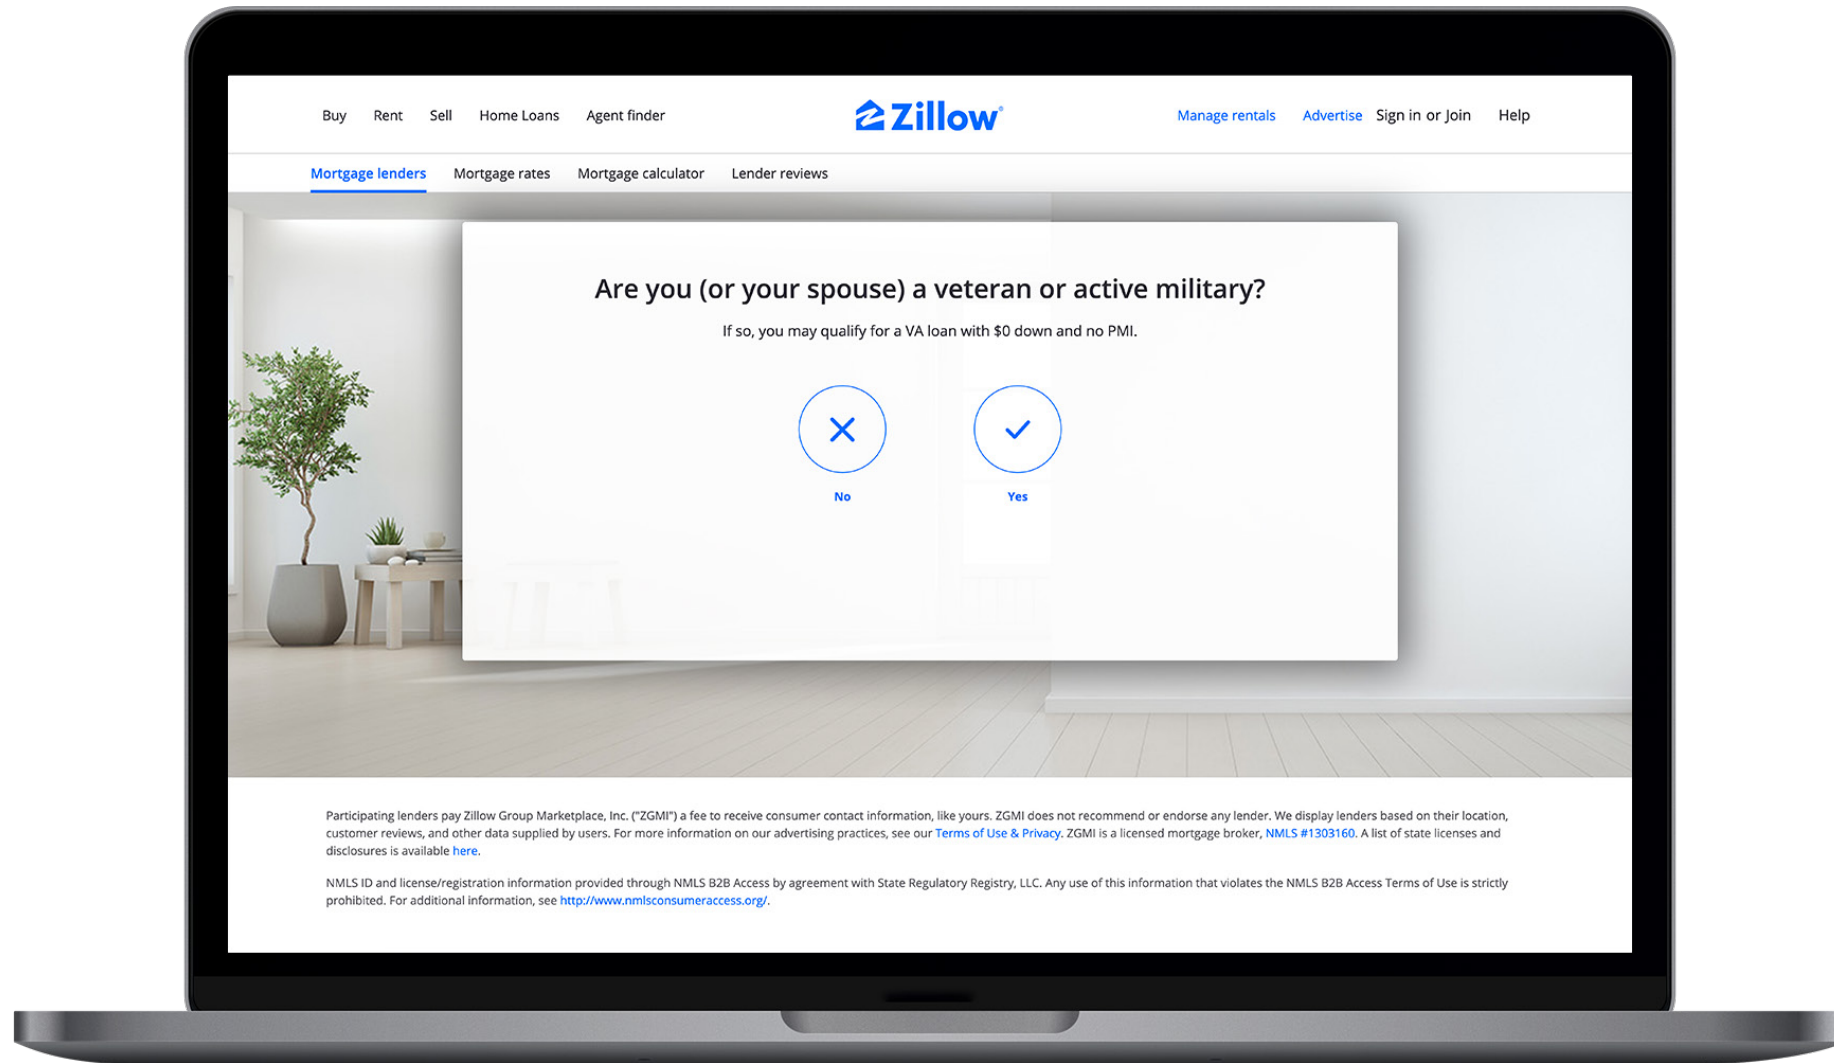 Buy Rent Sell Home Loans Agent finder Zillow® Manage rentals Advertise Sign in or Join Help
Mortgage lenders Mortgage rates Mortgage calculator Lender reviews
Are you (or your spouse) a veteran or active military?
If so, you may qualify for a VA loan with $0 down and no PMI.
No Yes
Participating lenders pay Zillow Group Marketplace, Inc. ("ZGMI") a fee to receive consumer contact information, like yours. ZGMI does not recommend or endorse any lender. We display lenders based on their location,
customer reviews, and other data supplied by users. For more information on our advertising practices, see our Terms of Use & Privacy. ZGMI is a licensed mortgage broker, NMLS #1303160. A list of state licenses and
disclosures is available here.
NMLS ID and license/registration information provided through NMLS B2B Access by agreement with State Regulatory Registry, LLC. Any use of this information that violates the NMLS B2B Access Terms of Use is strictly
prohibited. For additional information, see http://www.nmlsconsumeraccess.org/.